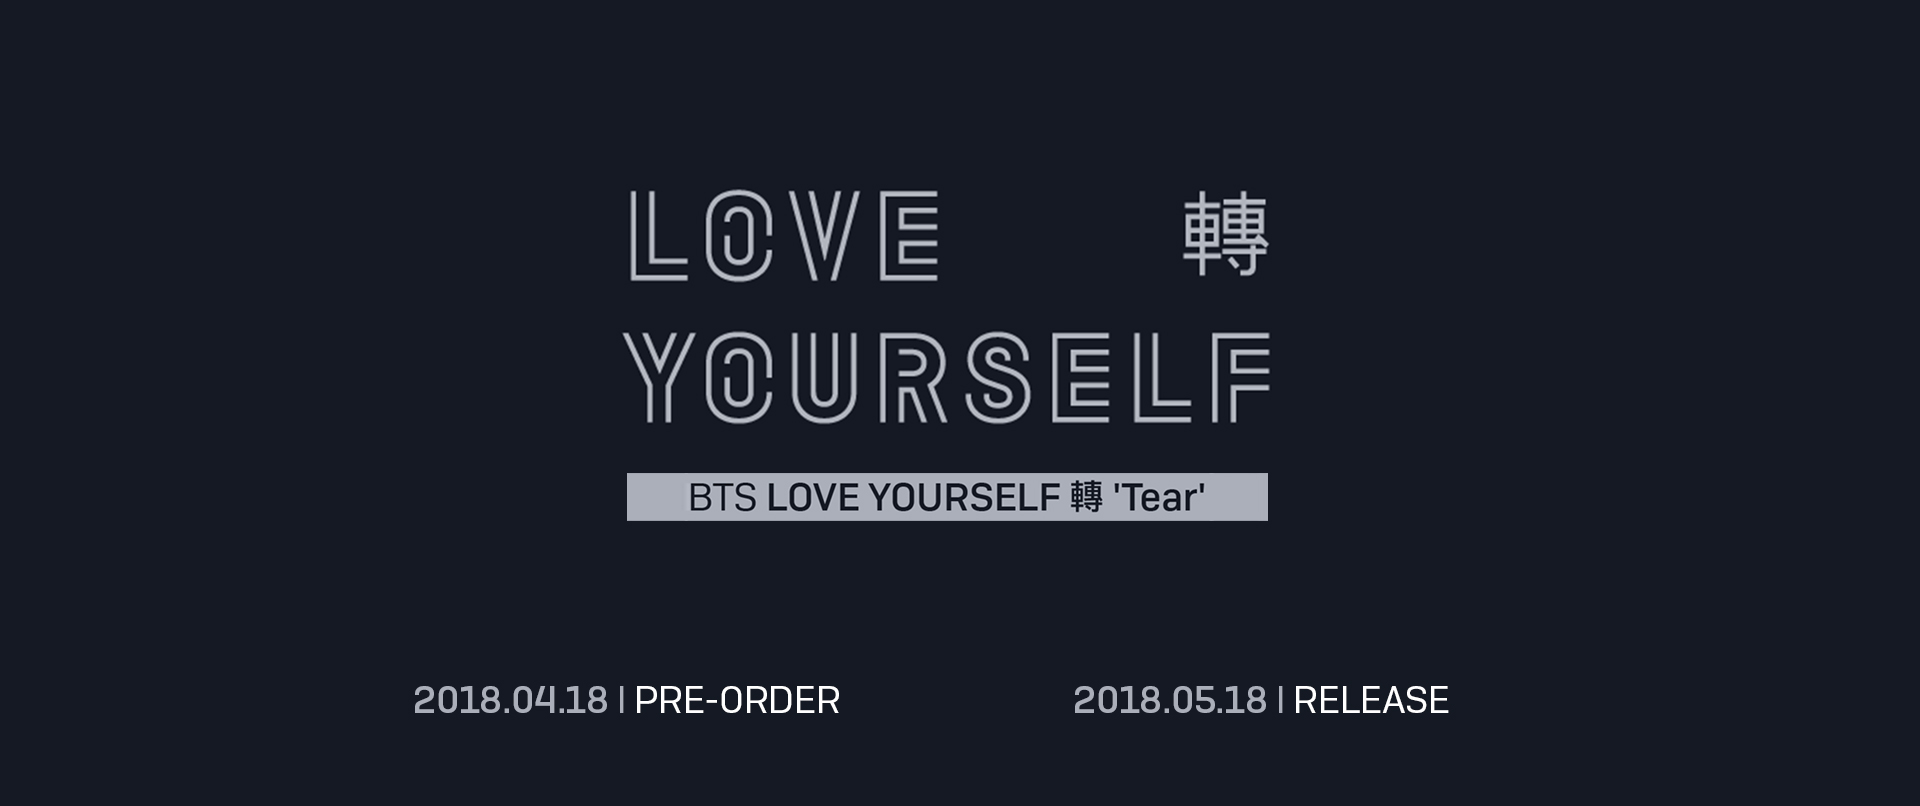 LOVE 轉
YOURSELF
BTS LOVE YOURSELF 轉 'Tear'
2018.04.18 | PRE-ORDER
2018.05.18 | RELEASE